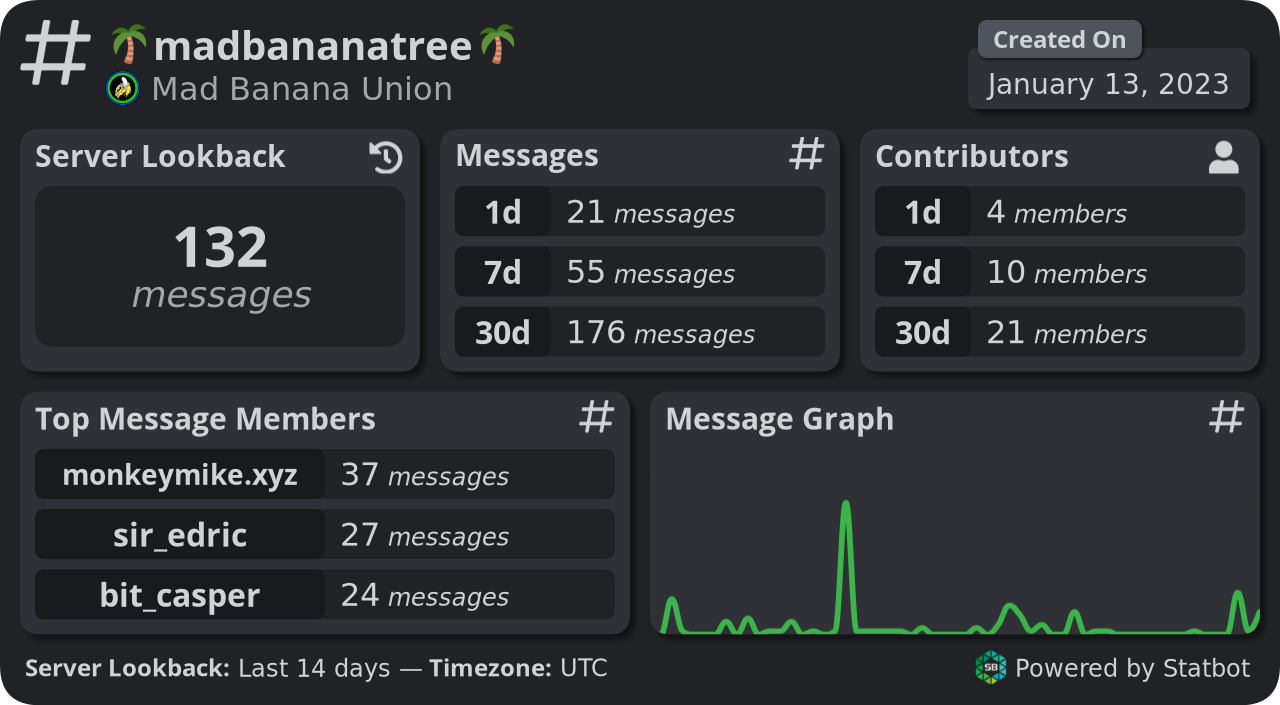 # 🌴madbananatree🌴
Mad Banana Union
Created On
January 13, 2023
Server Lookback
132
messages
Messages #
1d 21 messages
7d 55 messages
30d 176 messages
Contributors
1d 4 members
7d 10 members
30d 21 members
Top Message Members #
monkeymike.xyz 37 messages
sir_edric 27 messages
bit_casper 24 messages
Message Graph #
Server Lookback: Last 14 days — Timezone: UTC
SB Powered by Statbot